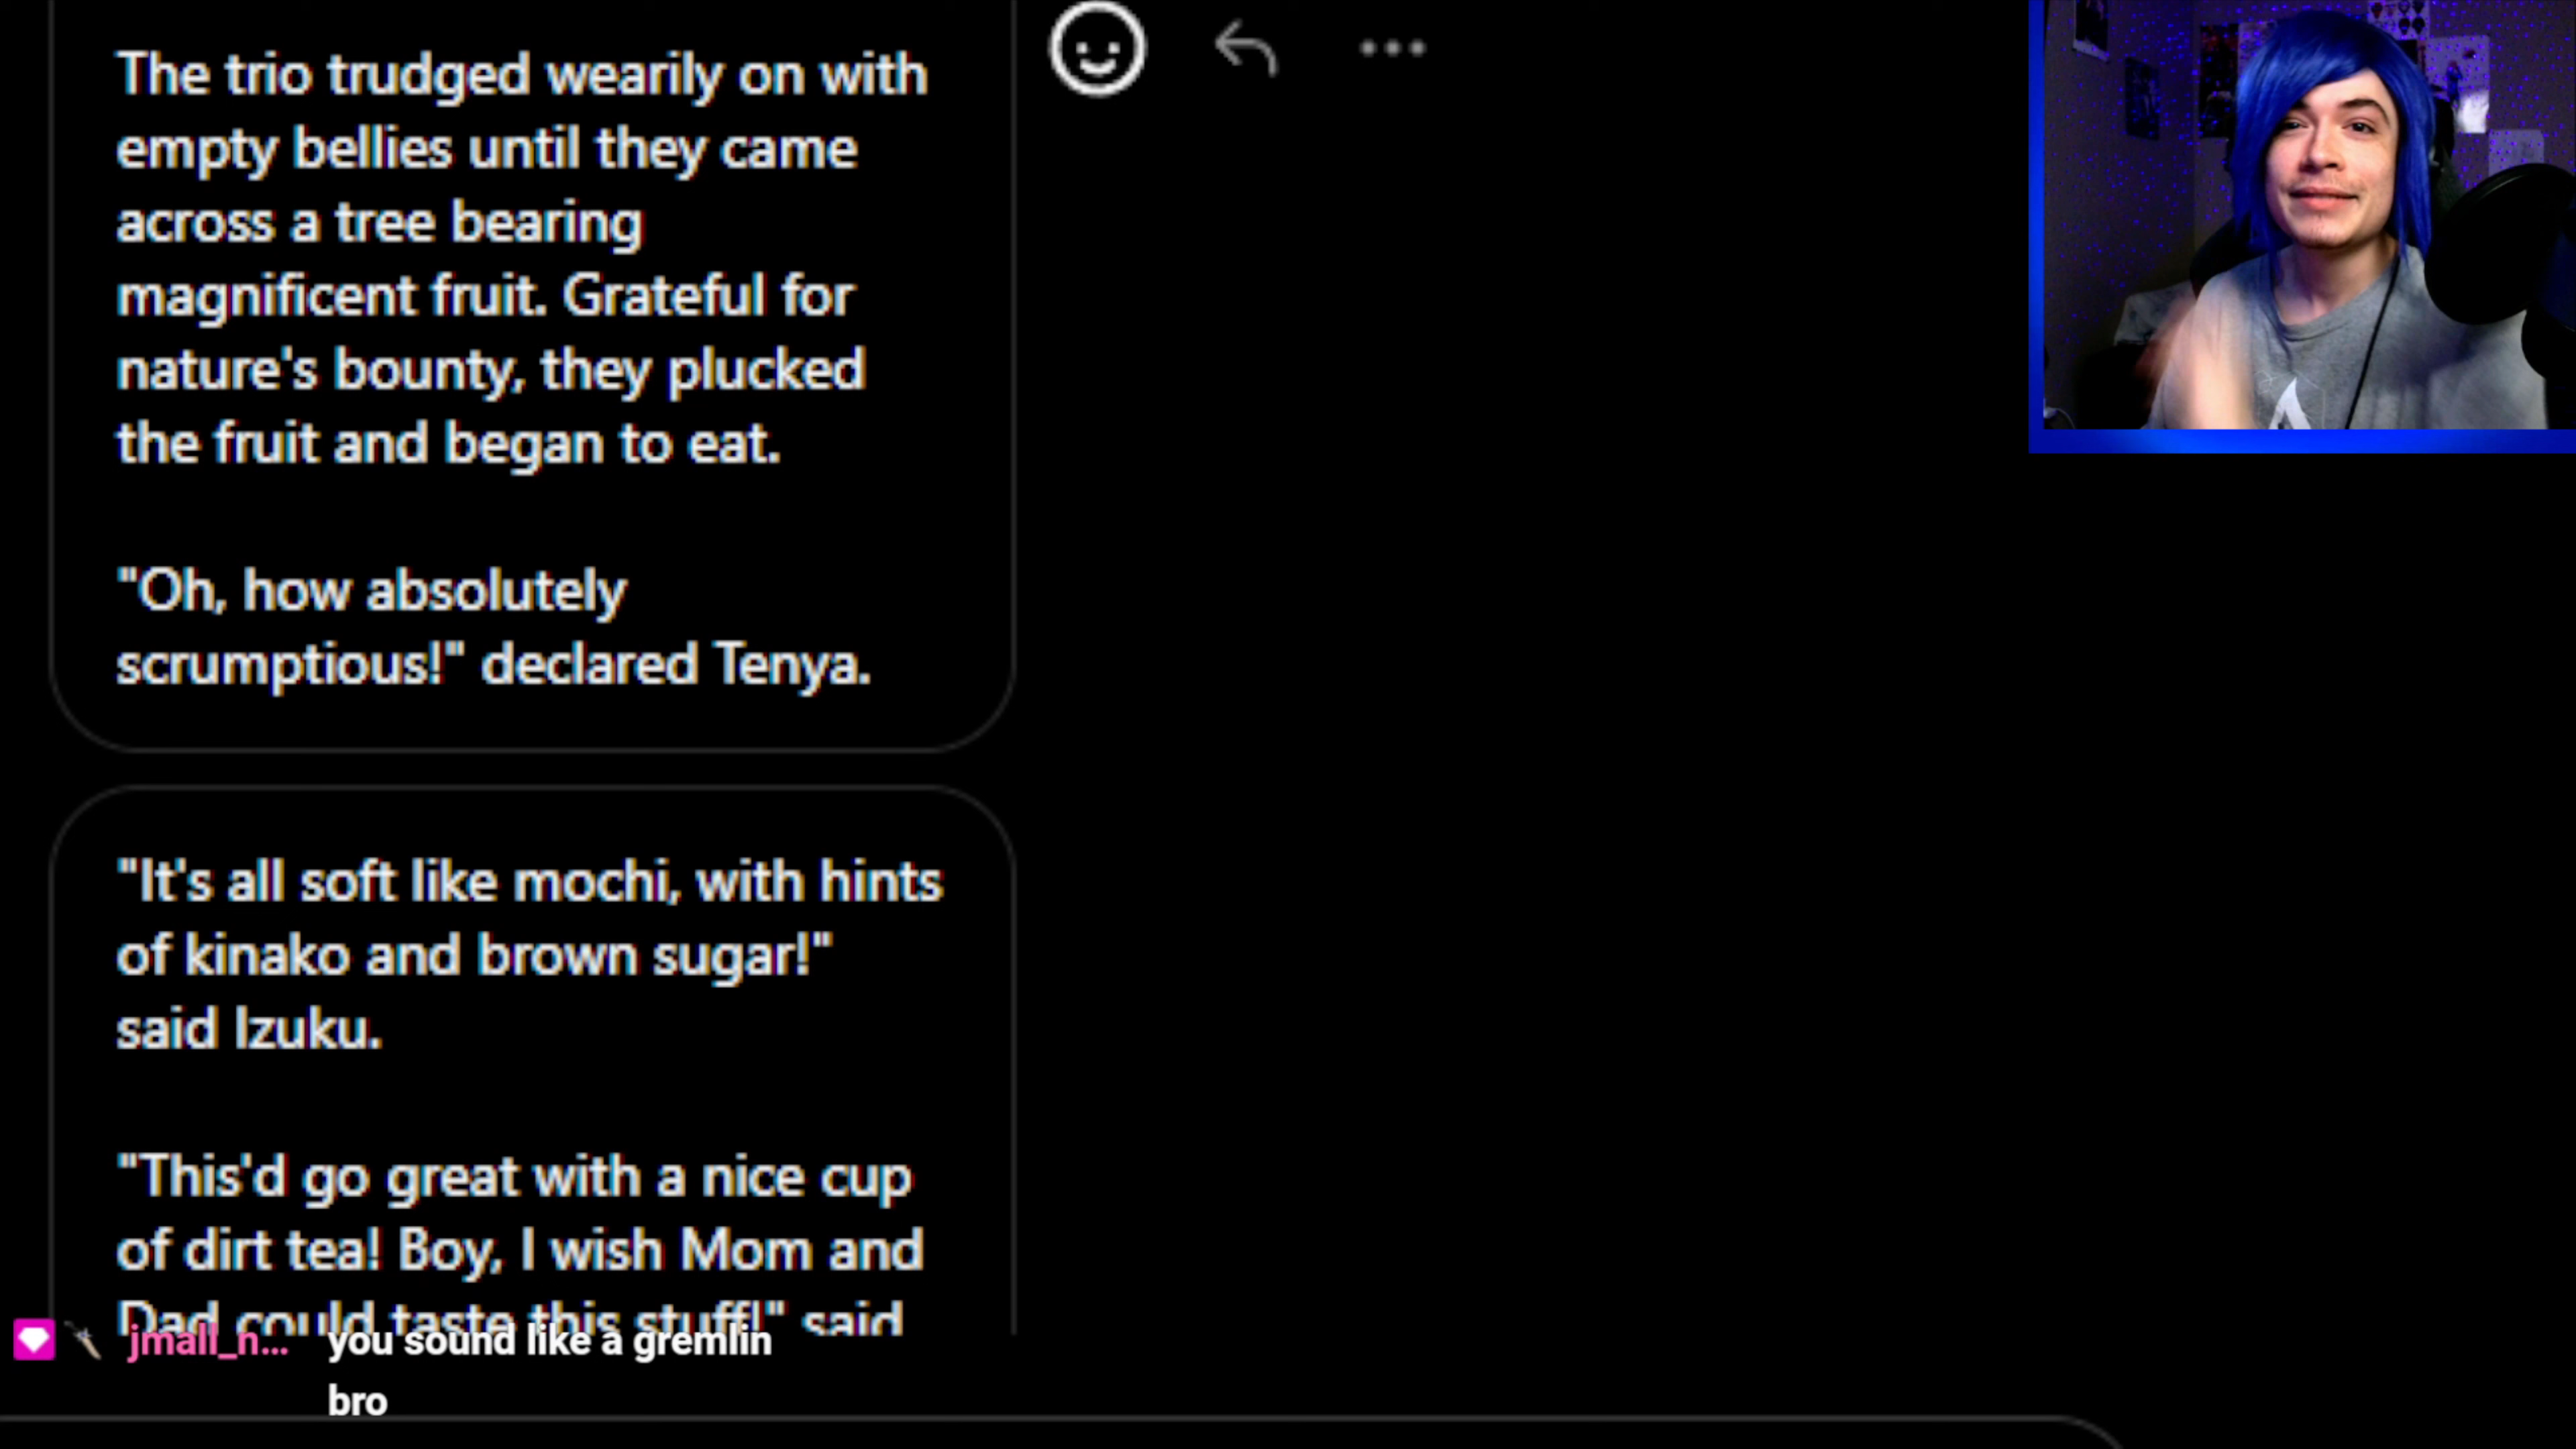 The trio trudged wearily on with
empty bellies until they came
across a tree bearing
magnificent fruit. Grateful for
nature's bounty, they plucked
the fruit and began to eat.
"Oh, how absolutely
scrumptious!" declared Tenya.
"It's all soft like mochi, with hints
of kinako and brown sugar!"
said Izuku.
"This'd go great with a nice cup
of dirt tea! Boy, I wish Mom and
Dad could taste this stuff!" said
jmall_n... you sound like a gremlin
bro